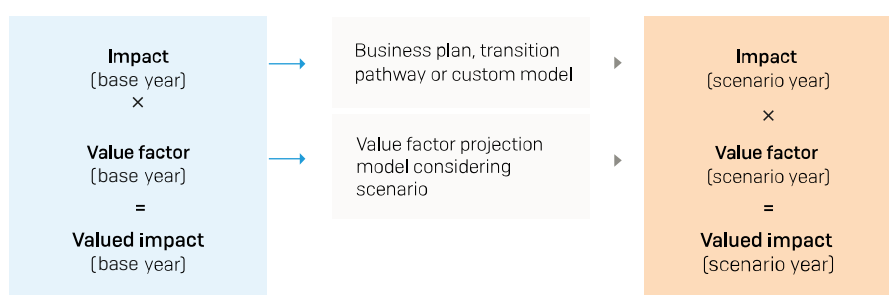 Impact
(base year)
×
Value factor
(base year)
=
Valued impact
(base year)
Business plan, transition
pathway or custom model
Value factor projection
model considering
scenario
Impact
(scenario year)
×
Value factor
(scenario year)
=
Valued impact
(scenario year)